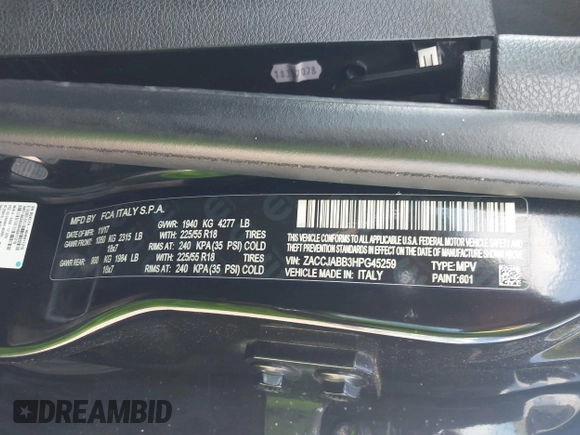 MFD BY FCA ITALY S.P.A.
DATE OF MFR: 11/17 GVWR: 1940 KG 4277 LB
GAWR FRONT: 1050 KG 2315 LB WITH: 225/55 R18 TIRES
18x7 RIMS AT: 240 KPA (35 PSI) COLD
GAWR REAR: 900 KG 1984 LB WITH: 225/55 R18 TIRES
18x7 RIMS AT: 240 KPA (35 PSI) COLD
THIS VEHICLE CONFORMS TO ALL APPLICABLE U.S.A. FEDERAL MOTOR VEHICLE SAFETY, BUMPER AND
THEFT PREVENTION STANDARDS IN EFFECT ON THE DATE OF MANUFACTURE SHOWN ABOVE
VIN: ZACCJABB3HPG45259 TYPE: MPV
VEHICLE MADE IN: ITALY PAINT: 601
DREAMBID